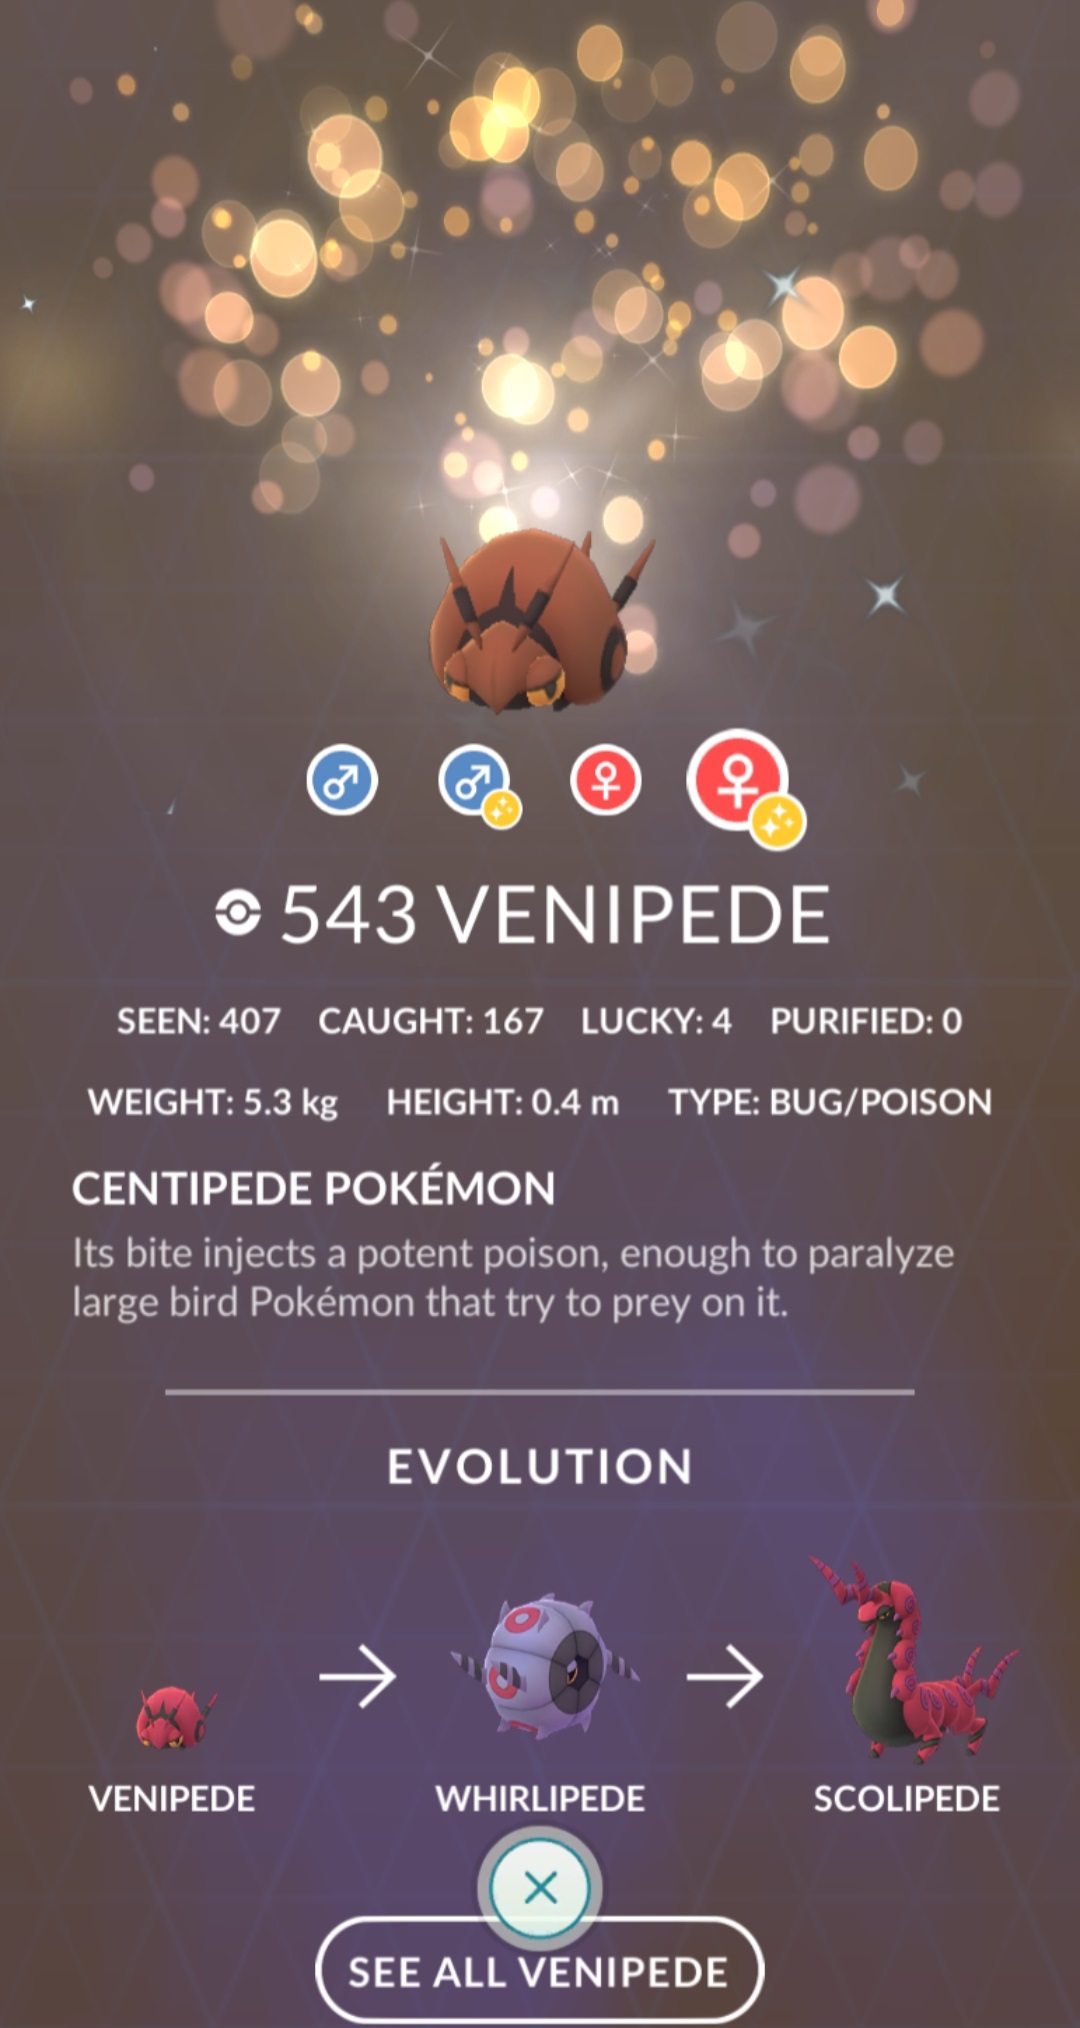 543 VENIPEDE
SEEN: 407 CAUGHT: 167 LUCKY: 4 PURIFIED: 0
WEIGHT: 5.3 kg HEIGHT: 0.4 m TYPE: BUG/POISON
CENTIPEDE POKÉMON
Its bite injects a potent poison, enough to paralyze
large bird Pokémon that try to prey on it.
EVOLUTION
VENIPEDE WHIRLIPEDE SCOLIPEDE
SEE ALL VENIPEDE